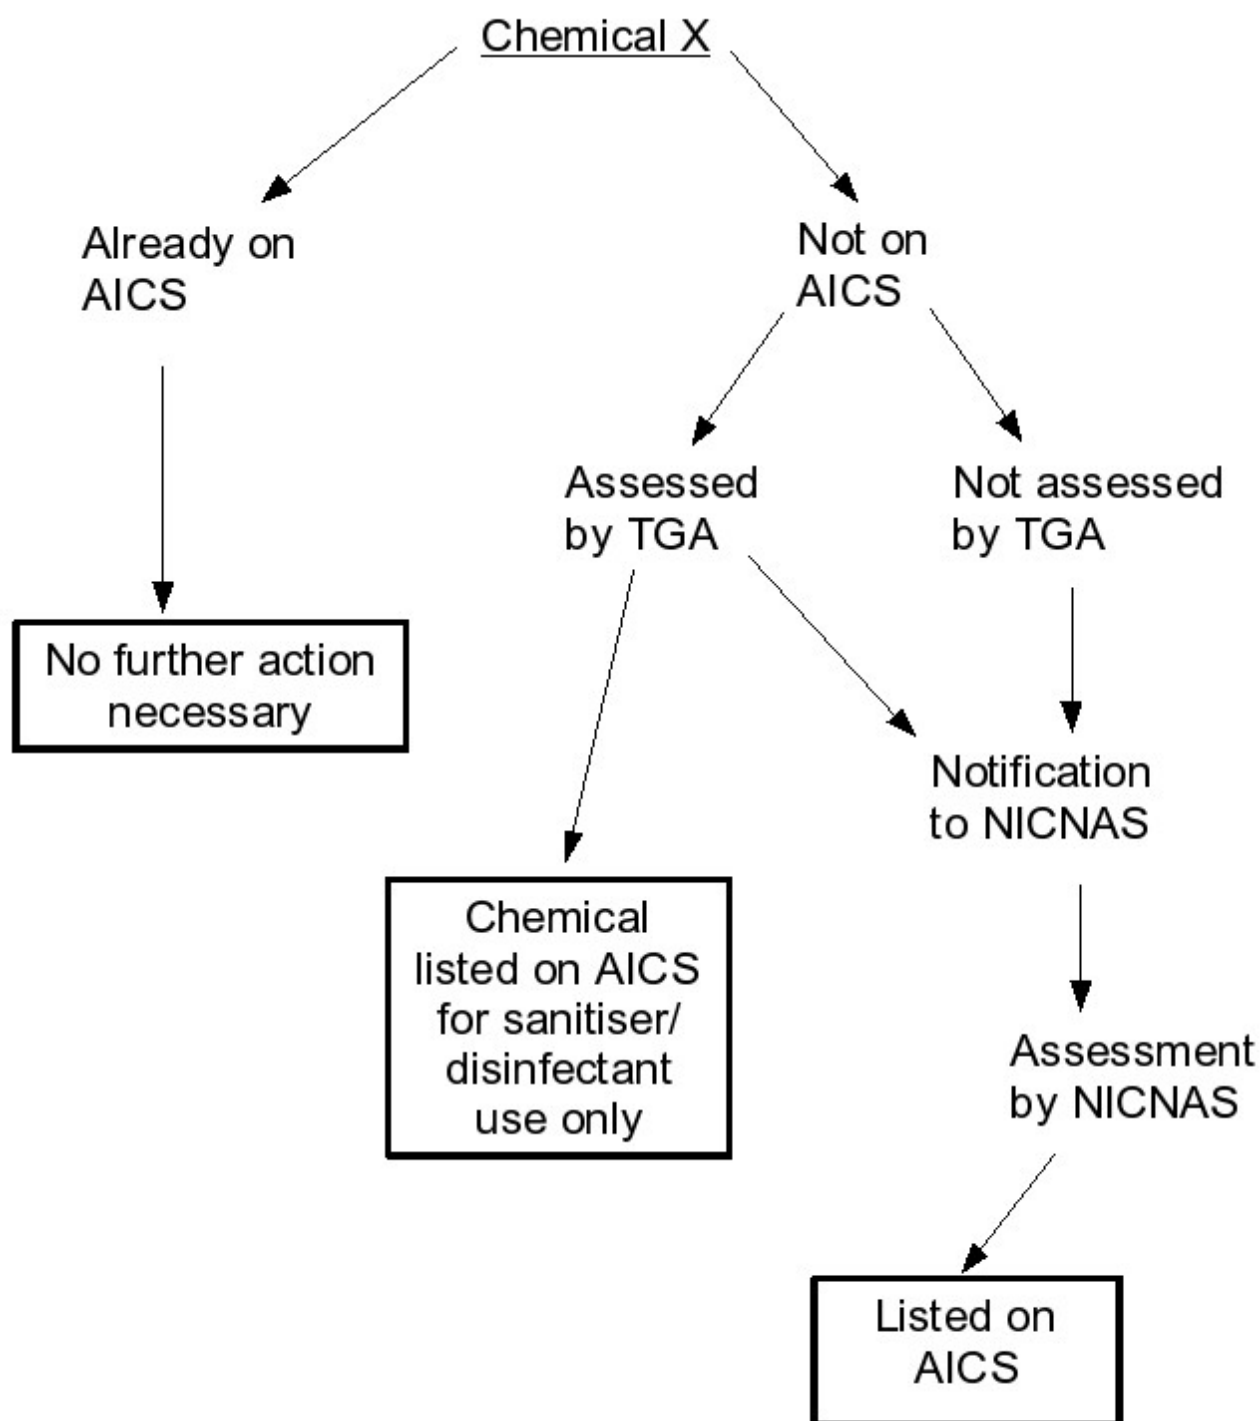 Chemical X
Already on
AICS
Not on
AICS
Assessed
by TGA
Not assessed
by TGA
No further action
necessary
Notification
to NICNAS
Chemical
listed on AICS
for sanitiser/
disinfectant
use only
Assessment
by NICNAS
Listed on
AICS